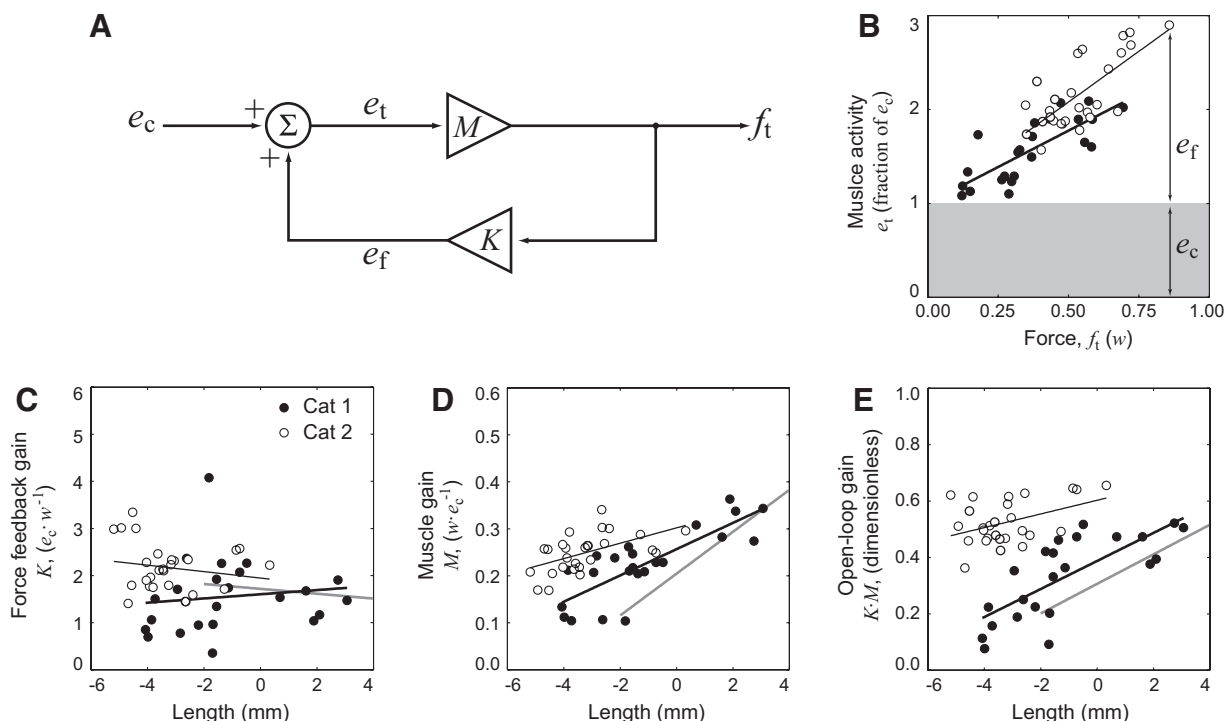 A
B
e_c
+
+
Σ
e_t
M
f_t
K
e_f
Muslce activity
e_t (fraction of e_c)
3
2
1
0
e_f
e_c
0.00 0.25 0.50 0.75 1.00
Force, f_t (w)
C
Force feedback gain
K, (e_c· w⁻¹)
6
5
4
3
2
1
0
Cat 1
Cat 2
-6 -4 -2 0 2 4
Length (mm)
D
Muscle gain
M, (w·e_c⁻¹)
0.6
0.5
0.4
0.3
0.2
0.1
0.0
-6 -4 -2 0 2 4
Length (mm)
E
Open-loop gain
K·M, (dimensionless)
1.0
0.8
0.6
0.4
0.2
0.0
-6 -4 -2 0 2 4
Length (mm)